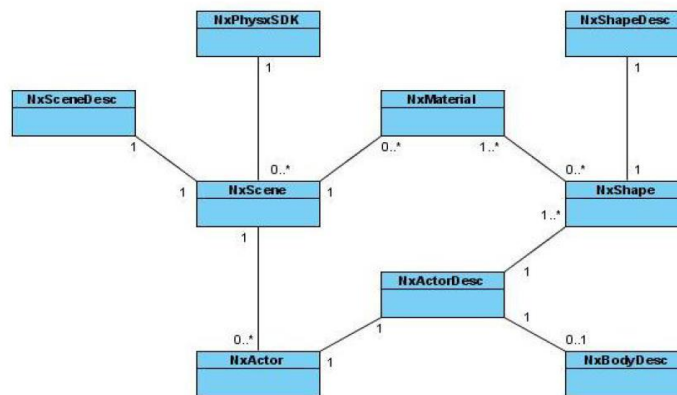 NxPhysxSDK
NxShapeDesc
1
1
NxSceneDesc
NxMaterial
1
0..*
1..*
0..*
0..*
1
1
NxScene
1
NxShape
1
1..*
NxActorDesc
1
1
1
0..*
1
0..1
NxActor
NxBodyDesc